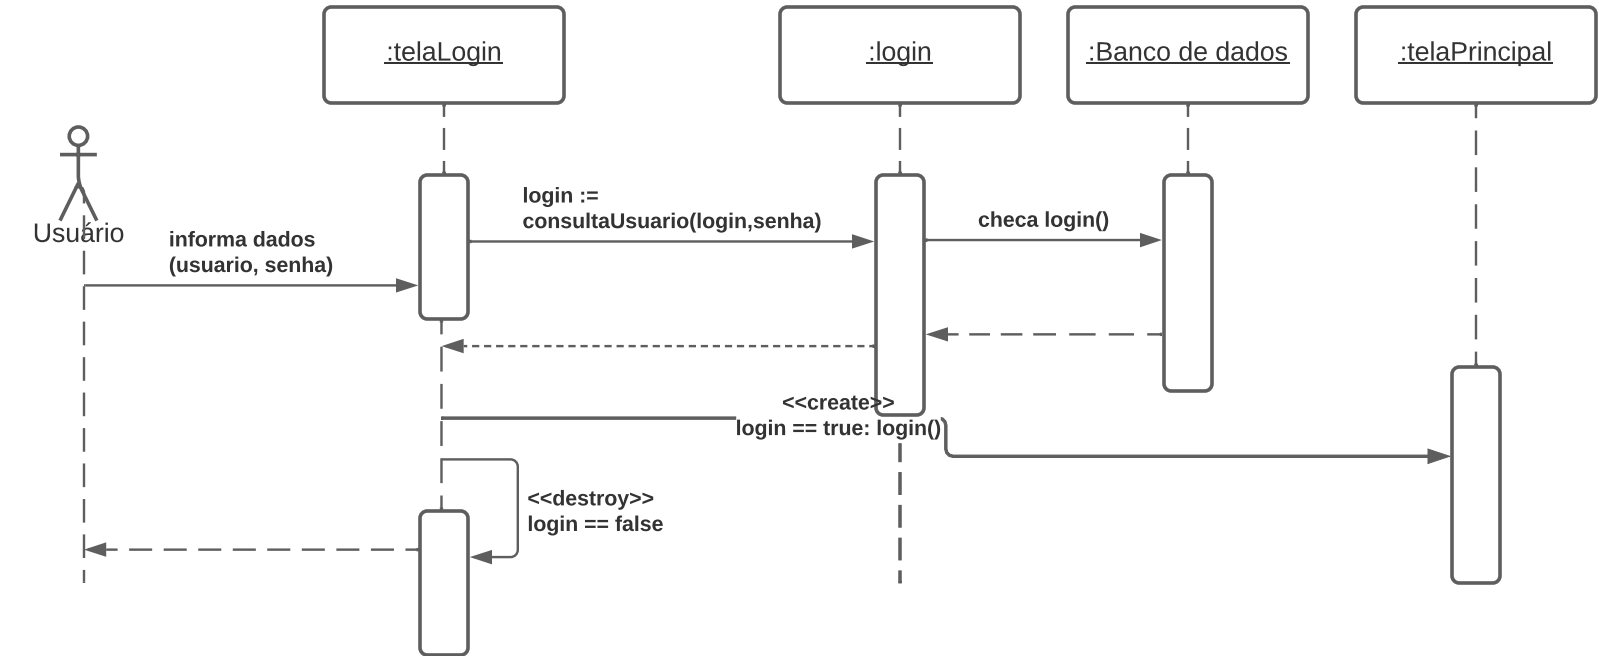 :telaLogin
:login
:Banco de dados
:telaPrincipal
Usuário
informa dados
(usuario, senha)
login :=
consultaUsuario(login,senha)
checa login()
<<create>>
login == true: login()
<<destroy>>
login == false